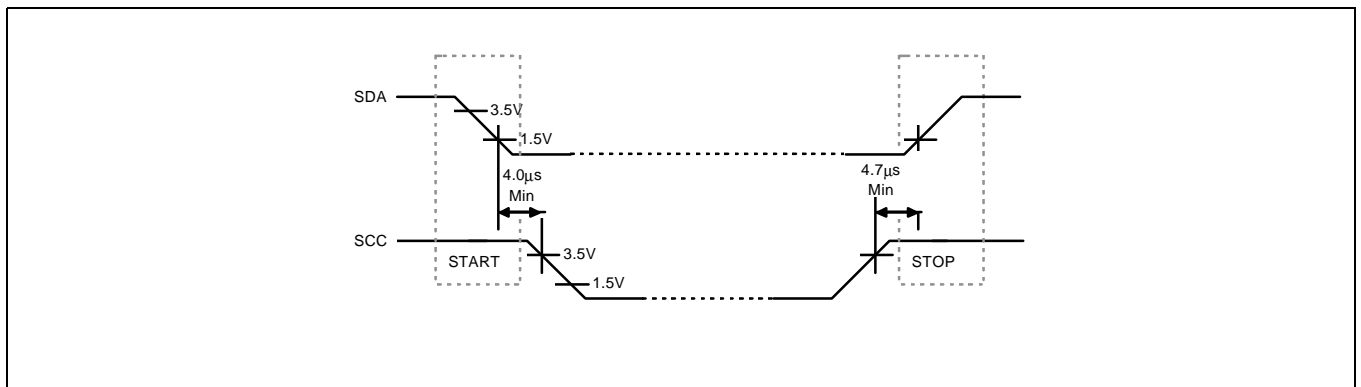 SDA
3.5V
1.5V
4.0μs
Min
4.7μs
Min
SCC
START
3.5V
1.5V
STOP